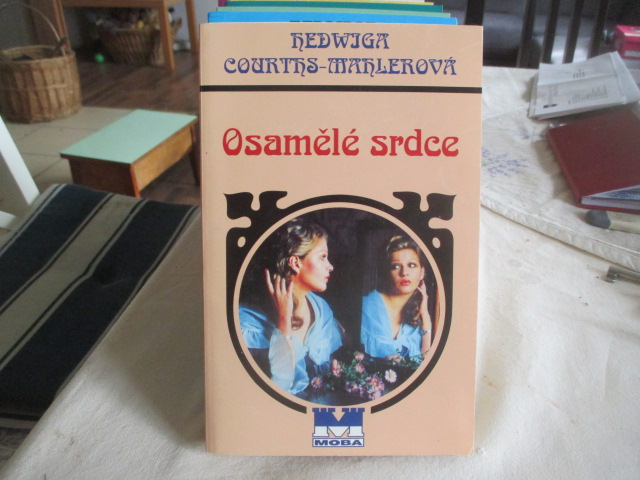 HEDWIGA
COURTHS-MAHLEROVÁ
Osamělé srdce
MOBA